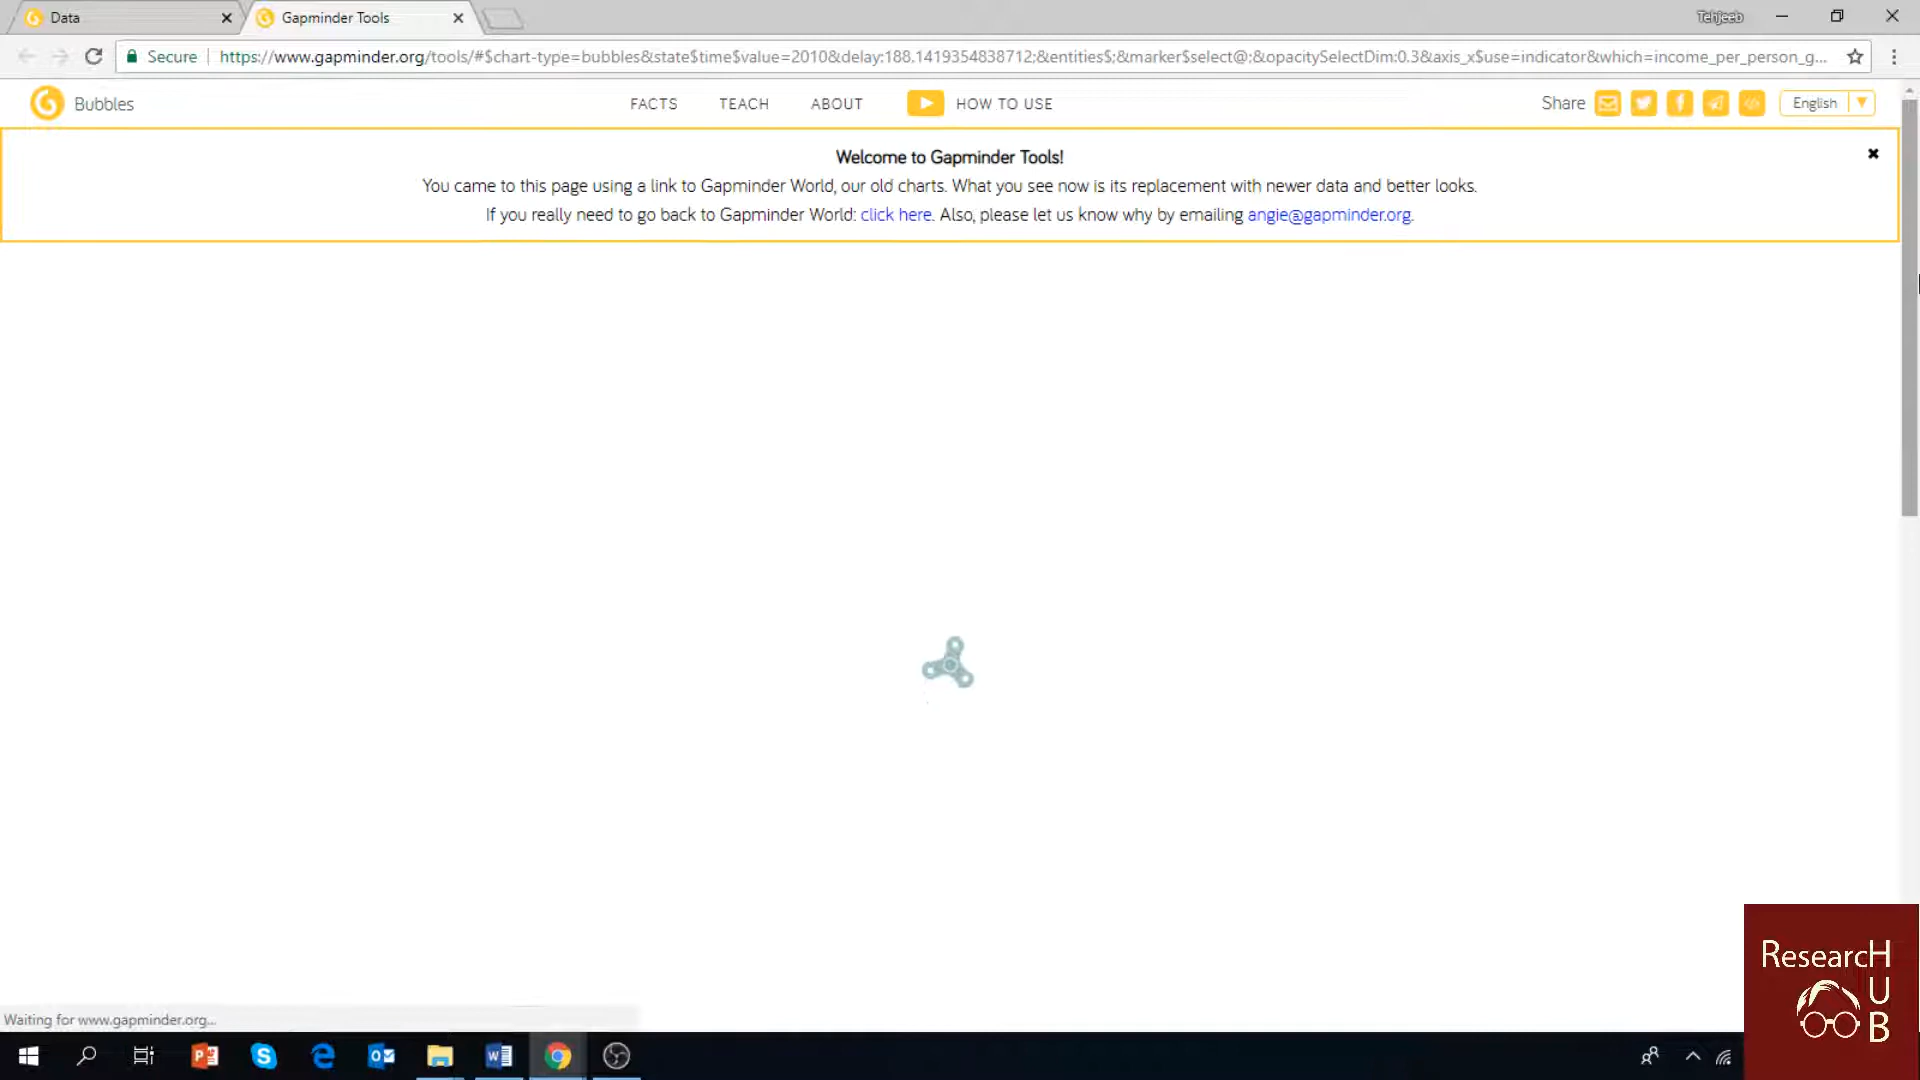 Data
Gapminder Tools
Tehjeeb
Secure
https://www.gapminder.org/tools/#$chart-type=bubbles&state$time$value=2010&delay:188.1419354838712;&entities$;&marker$select@;&opacitySelectDim:0.3&axis_x$use=indicator&which=income_per_person_g...
Bubbles
FACTS
TEACH
ABOUT
HOW TO USE
Share
English
Welcome to Gapminder Tools!
You came to this page using a link to Gapminder World, our old charts. What you see now is its replacement with newer data and better looks.
If you really need to go back to Gapminder World: click here. Also, please let us know why by emailing angie@gapminder.org.
Waiting for www.gapminder.org...
ResearcH
U
B